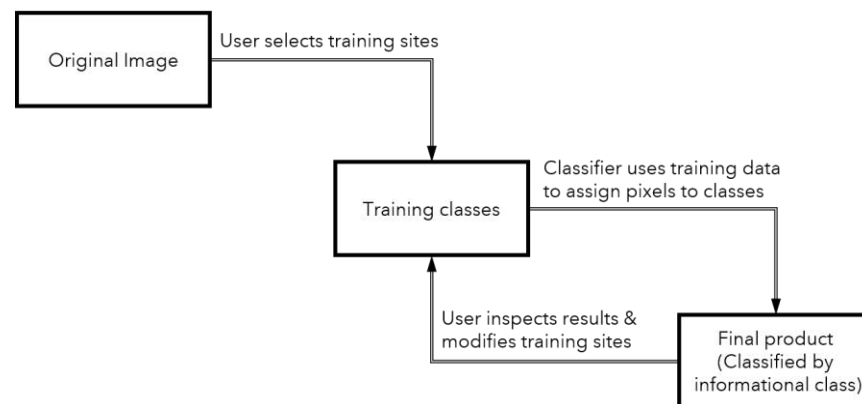 Original Image
User selects training sites
Training classes
Classifier uses training data
to assign pixels to classes
User inspects results &
modifies training sites
Final product
(Classified by
informational class)